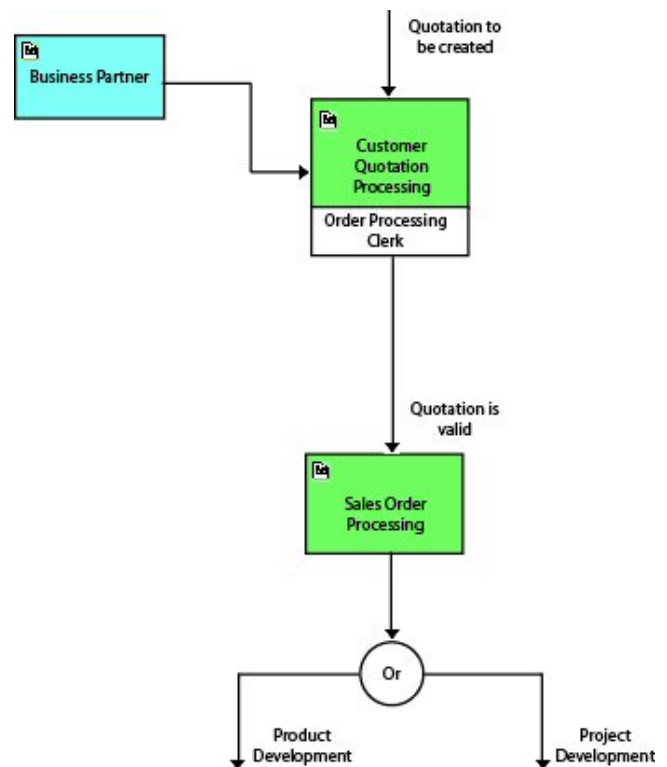 Quotation to
be created
Business Partner
Customer
Quotation
Processing
Order Processing
Clerk
Quotation is
valid
Sales Order
Processing
Or
Product
Development
Project
Development